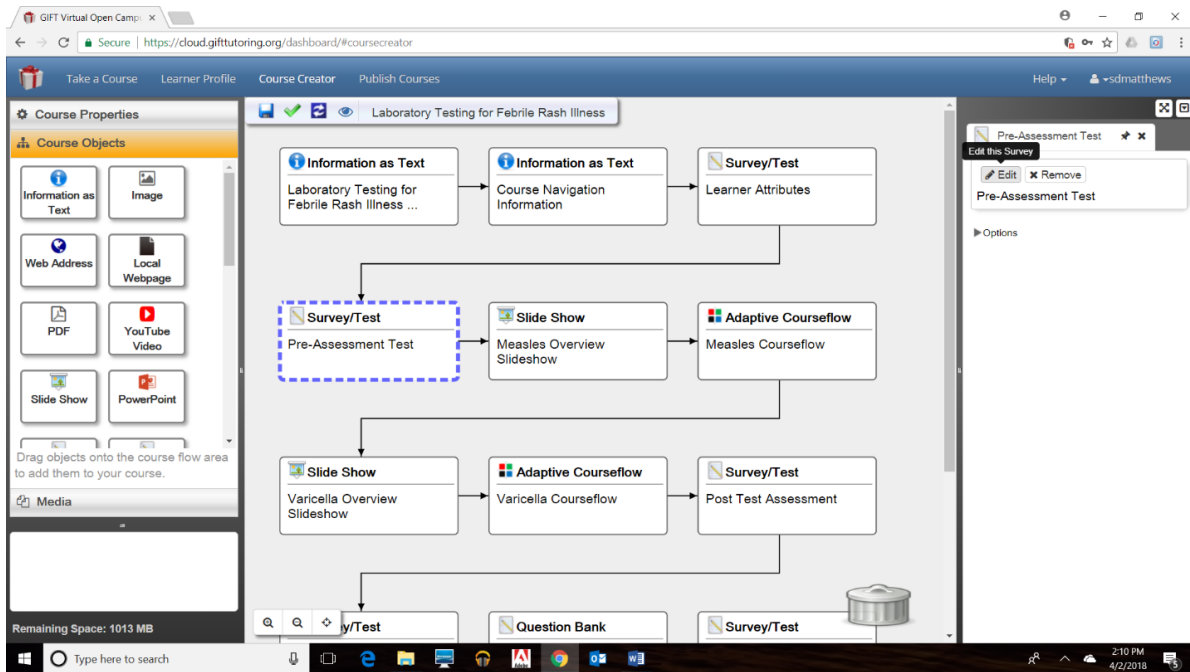 GIFT Virtual Open Campu
Secure | https://cloud.gifttutoring.org/dashboard/#coursecreator
Take a Course Learner Profile Course Creator Publish Courses Help sdmatthews
Course Properties
Course Objects
Information as
Text
Image
Web Address
Local
Webpage
PDF
YouTube
Video
Slide Show
PowerPoint
Drag objects onto the course flow area
to add them to your course.
Media
Remaining Space: 1013 MB
Laboratory Testing for Febrile Rash Illness
Information as Text
Laboratory Testing for
Febrile Rash Illness ...
Information as Text
Course Navigation
Information
Survey/Test
Learner Attributes
Survey/Test
Pre-Assessment Test
Slide Show
Measles Overview
Slideshow
Adaptive Courseflow
Measles Courseflow
Slide Show
Varicella Overview
Slideshow
Adaptive Courseflow
Varicella Courseflow
Survey/Test
Post Test Assessment
y/Test
Question Bank
Survey/Test
Pre-Assessment Test
Edit this Survey
Edit Remove
Pre-Assessment Test
Options
Type here to search
2:10 PM
4/2/2018